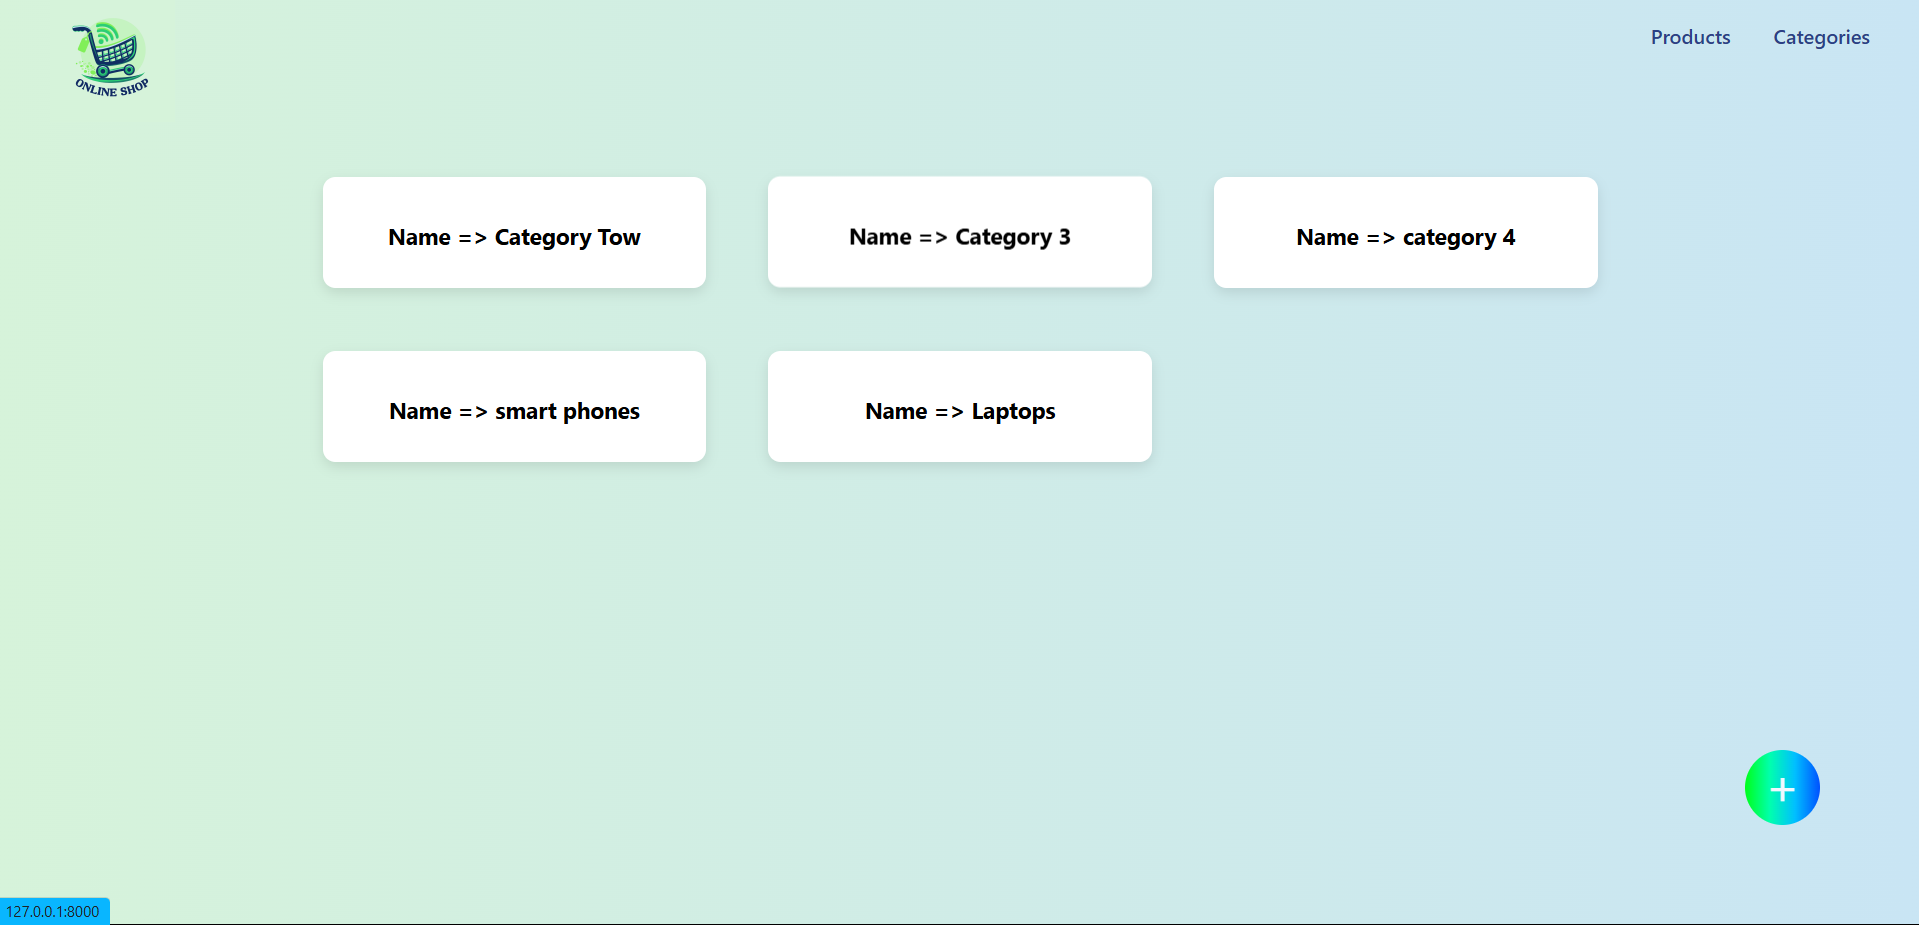 ONLINE SHOP
Products Categories
Name => Category Tow
Name => Category 3
Name => category 4
Name => smart phones
Name => Laptops
+
127.0.0.1:8000